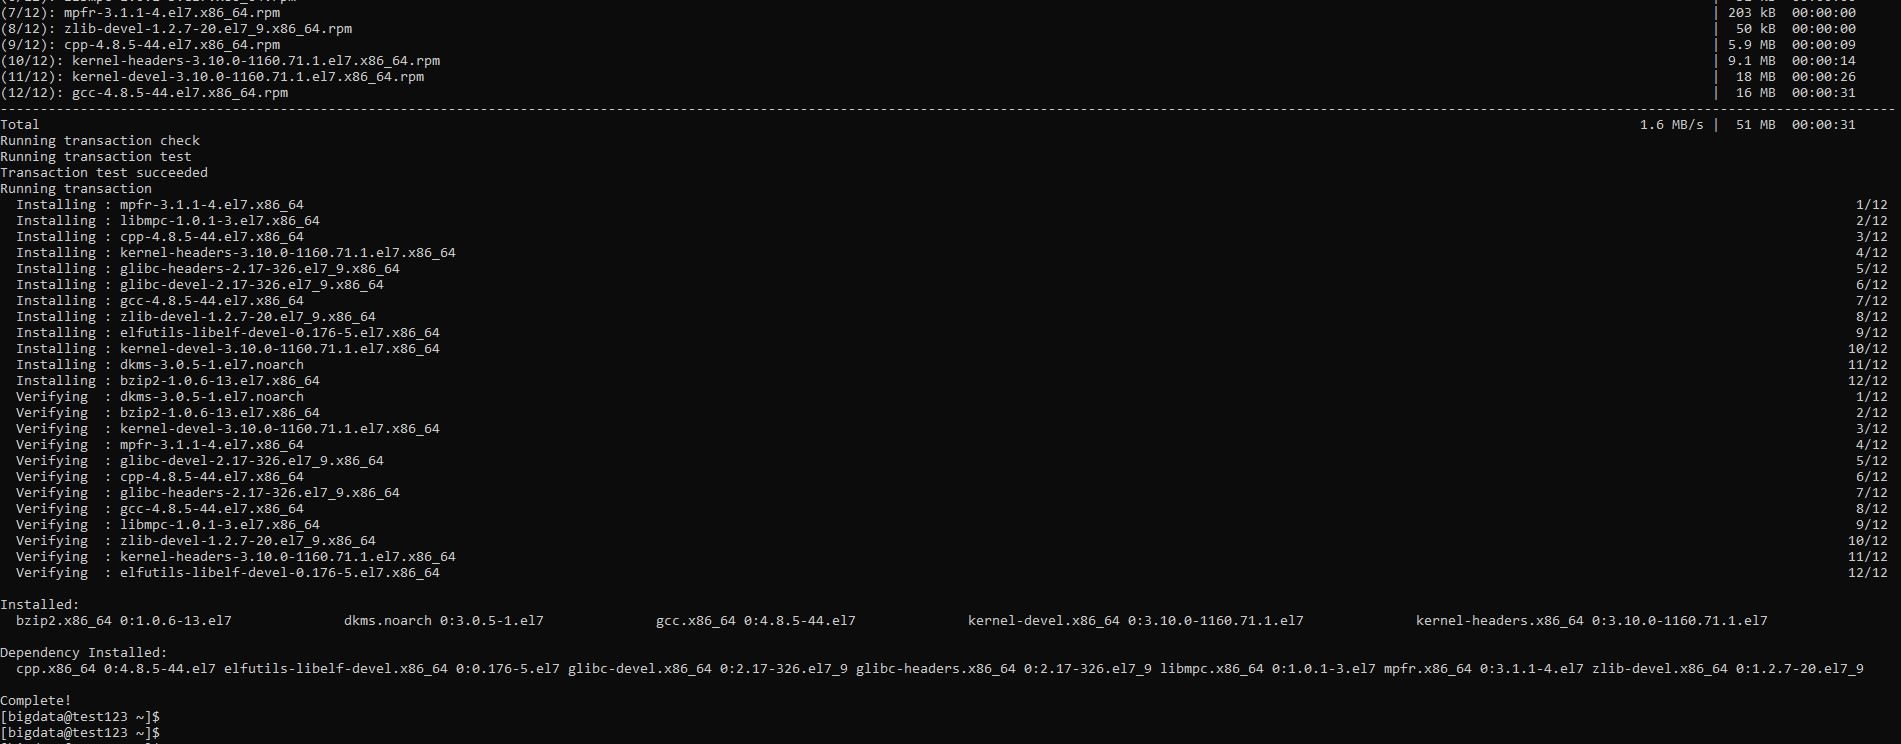 (7/12): mpfr-3.1.1-4.el7.x86_64.rpm | 203 kB 00:00:00
(8/12): zlib-devel-1.2.7-20.el7_9.x86_64.rpm | 50 kB 00:00:00
(9/12): cpp-4.8.5-44.el7.x86_64.rpm | 5.9 MB 00:00:09
(10/12): kernel-headers-3.10.0-1160.71.1.el7.x86_64.rpm | 9.1 MB 00:00:14
(11/12): kernel-devel-3.10.0-1160.71.1.el7.x86_64.rpm | 18 MB 00:00:26
(12/12): gcc-4.8.5-44.el7.x86_64.rpm | 16 MB 00:00:31
Total 1.6 MB/s | 51 MB 00:00:31
Running transaction check
Running transaction test
Transaction test succeeded
Running transaction
Installing : mpfr-3.1.1-4.el7.x86_64 1/12
Installing : libmpc-1.0.1-3.el7.x86_64 2/12
Installing : cpp-4.8.5-44.el7.x86_64 3/12
Installing : kernel-headers-3.10.0-1160.71.1.el7.x86_64 4/12
Installing : glibc-headers-2.17-326.el7_9.x86_64 5/12
Installing : glibc-devel-2.17-326.el7_9.x86_64 6/12
Installing : gcc-4.8.5-44.el7.x86_64 7/12
Installing : zlib-devel-1.2.7-20.el7_9.x86_64 8/12
Installing : elfutils-libelf-devel-0.176-5.el7.x86_64 9/12
Installing : kernel-devel-3.10.0-1160.71.1.el7.x86_64 10/12
Installing : dkms-3.0.5-1.el7.noarch 11/12
Installing : bzip2-1.0.6-13.el7.x86_64 12/12
Verifying : dkms-3.0.5-1.el7.noarch 1/12
Verifying : bzip2-1.0.6-13.el7.x86_64 2/12
Verifying : kernel-devel-3.10.0-1160.71.1.el7.x86_64 3/12
Verifying : mpfr-3.1.1-4.el7.x86_64 4/12
Verifying : glibc-devel-2.17-326.el7_9.x86_64 5/12
Verifying : cpp-4.8.5-44.el7.x86_64 6/12
Verifying : glibc-headers-2.17-326.el7_9.x86_64 7/12
Verifying : gcc-4.8.5-44.el7.x86_64 8/12
Verifying : libmpc-1.0.1-3.el7.x86_64 9/12
Verifying : zlib-devel-1.2.7-20.el7_9.x86_64 10/12
Verifying : kernel-headers-3.10.0-1160.71.1.el7.x86_64 11/12
Verifying : elfutils-libelf-devel-0.176-5.el7.x86_64 12/12
Installed:
bzip2.x86_64 0:1.0.6-13.el7 dkms.noarch 0:3.0.5-1.el7 gcc.x86_64 0:4.8.5-44.el7 kernel-devel.x86_64 0:3.10.0-1160.71.1.el7 kernel-headers.x86_64 0:3.10.0-1160.71.1.el7
Dependency Installed:
cpp.x86_64 0:4.8.5-44.el7 elfutils-libelf-devel.x86_64 0:0.176-5.el7 glibc-devel.x86_64 0:2.17-326.el7_9 glibc-headers.x86_64 0:2.17-326.el7_9 libmpc.x86_64 0:1.0.1-3.el7 mpfr.x86_64 0:3.1.1-4.el7 zlib-devel.x86_64 0:1.2.7-20.el7_9
Complete!
[bigdata@test123 ~]$
[bigdata@test123 ~]$